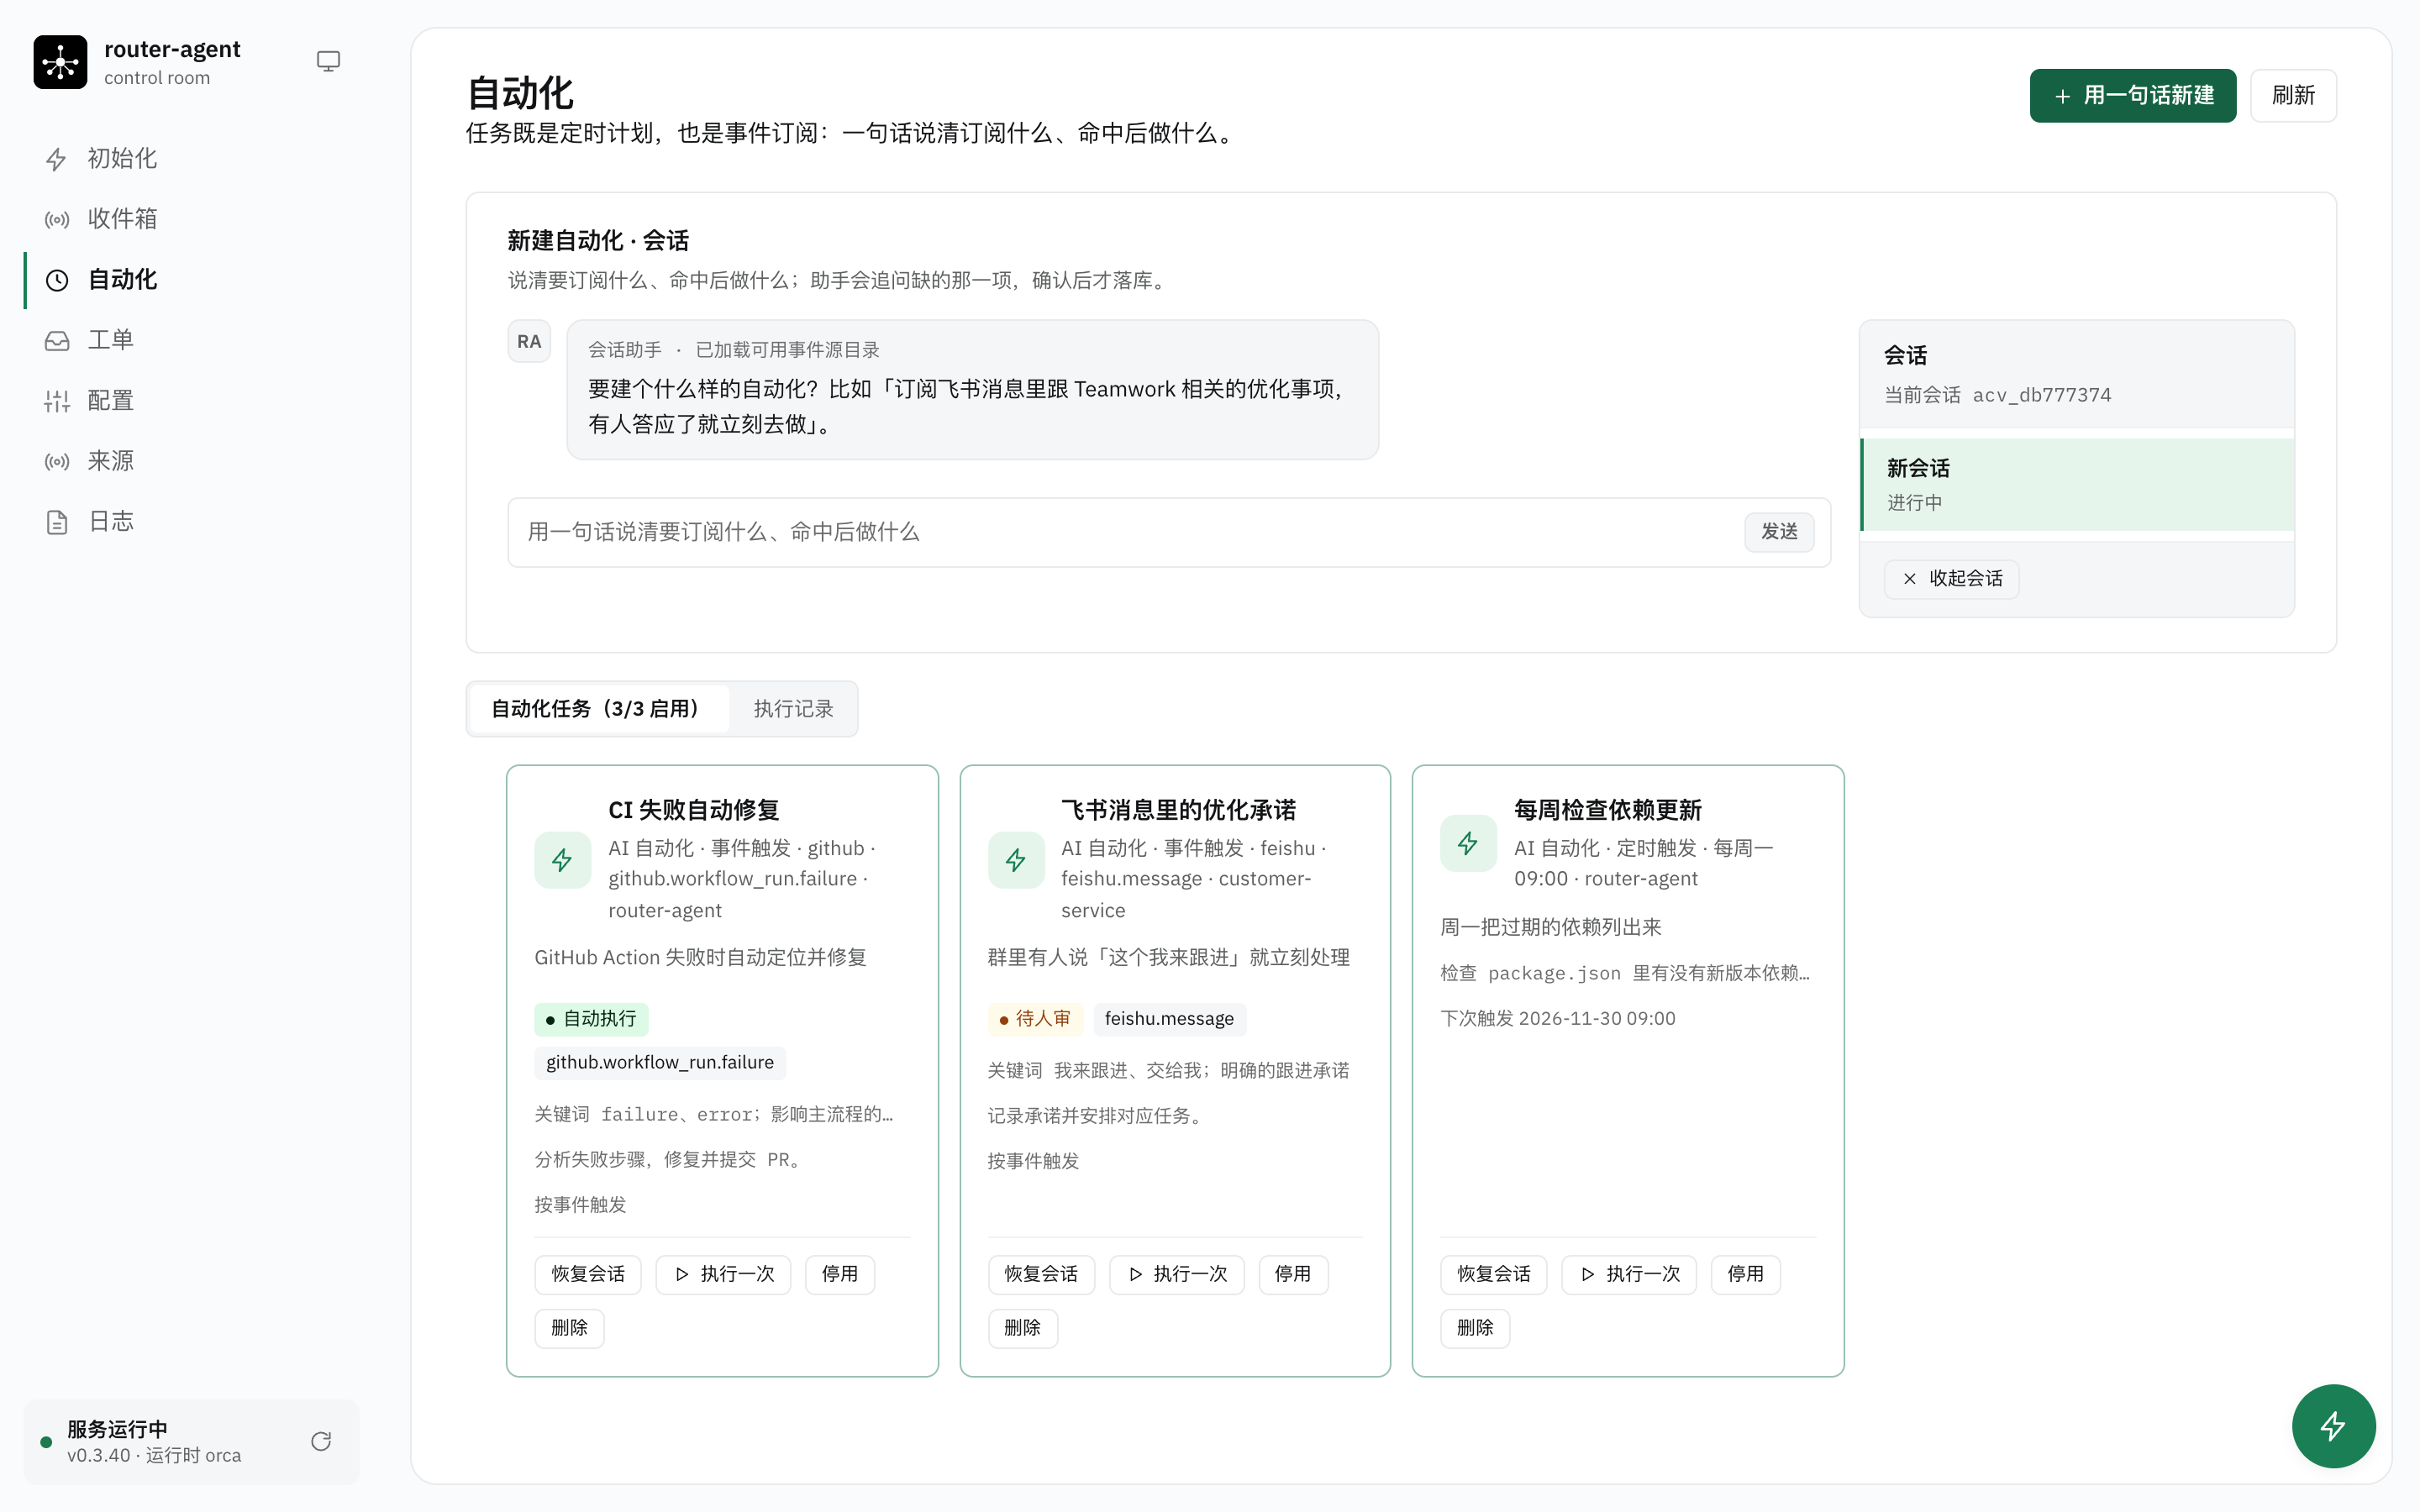 router-agent
control room
初始化
收件箱
自动化
工单
配置
来源
日志
服务运行中
v0.3.40 · 运行时 orca
自动化
任务既是定时计划，也是事件订阅：一句话说清订阅什么、命中后做什么。
用一句话新建
刷新
新建自动化 · 会话
说清要订阅什么、命中后做什么；助手会追问缺的那一项，确认后才落库。
RA
会话助手 · 已加载可用事件源目录
要建个什么样的自动化？比如「订阅飞书消息里跟 Teamwork 相关的优化事项，
有人答应了就立刻去做」。
用一句话说清要订阅什么、命中后做什么
发送
会话
当前会话 acv_db777374
新会话
进行中
收起会话
自动化任务（3/3 启用）
执行记录
CI 失败自动修复
AI 自动化 · 事件触发 · github ·
github.workflow_run.failure ·
router-agent
GitHub Action 失败时自动定位并修复
自动执行
github.workflow_run.failure
关键词 failure、error；影响主流程的…
分析失败步骤，修复并提交 PR。
按事件触发
恢复会话
执行一次
停用
删除
飞书消息里的优化承诺
AI 自动化 · 事件触发 · feishu ·
feishu.message · customer-
service
群里有人说「这个我来跟进」就立刻处理
待人审
feishu.message
关键词 我来跟进、交给我；明确的跟进承诺
记录承诺并安排对应任务。
按事件触发
恢复会话
执行一次
停用
删除
每周检查依赖更新
AI 自动化 · 定时触发 · 每周一
09:00 · router-agent
周一把过期的依赖列出来
检查 package.json 里有没有新版本依赖…
下次触发 2026-11-30 09:00
恢复会话
执行一次
停用
删除